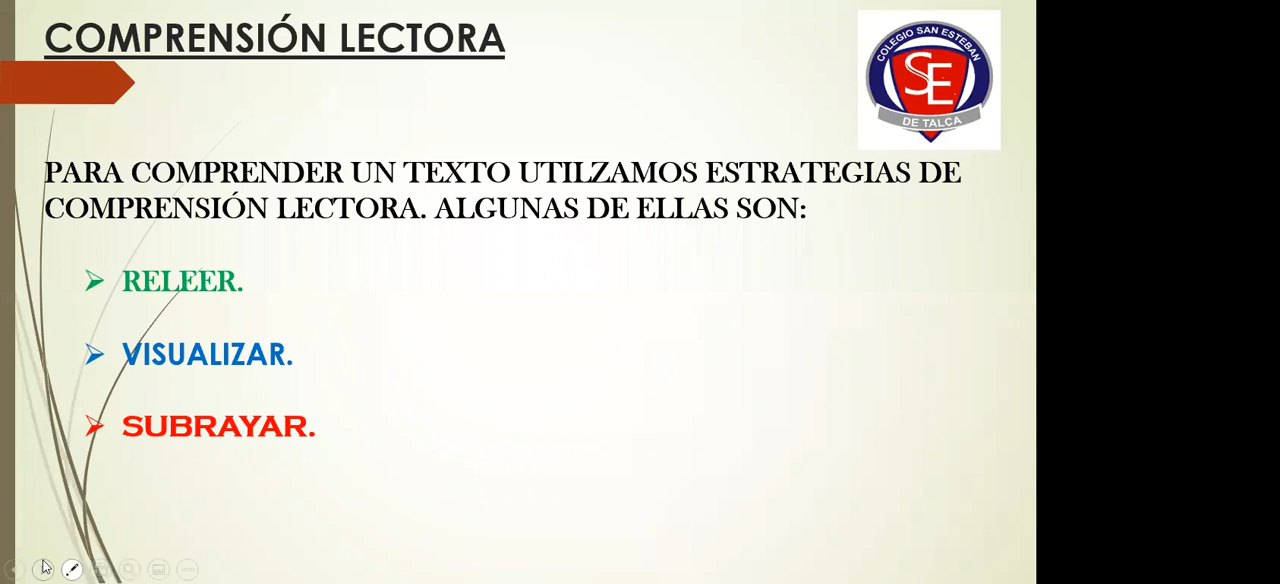 COMPRENSIÓN LECTORA
COLEGIO SAN ESTEBAN
SE
DE TALCA
PARA COMPRENDER UN TEXTO UTILZAMOS ESTRATEGIAS DE
COMPRENSIÓN LECTORA. ALGUNAS DE ELLAS SON:
RELEER.
VISUALIZAR.
SUBRAYAR.